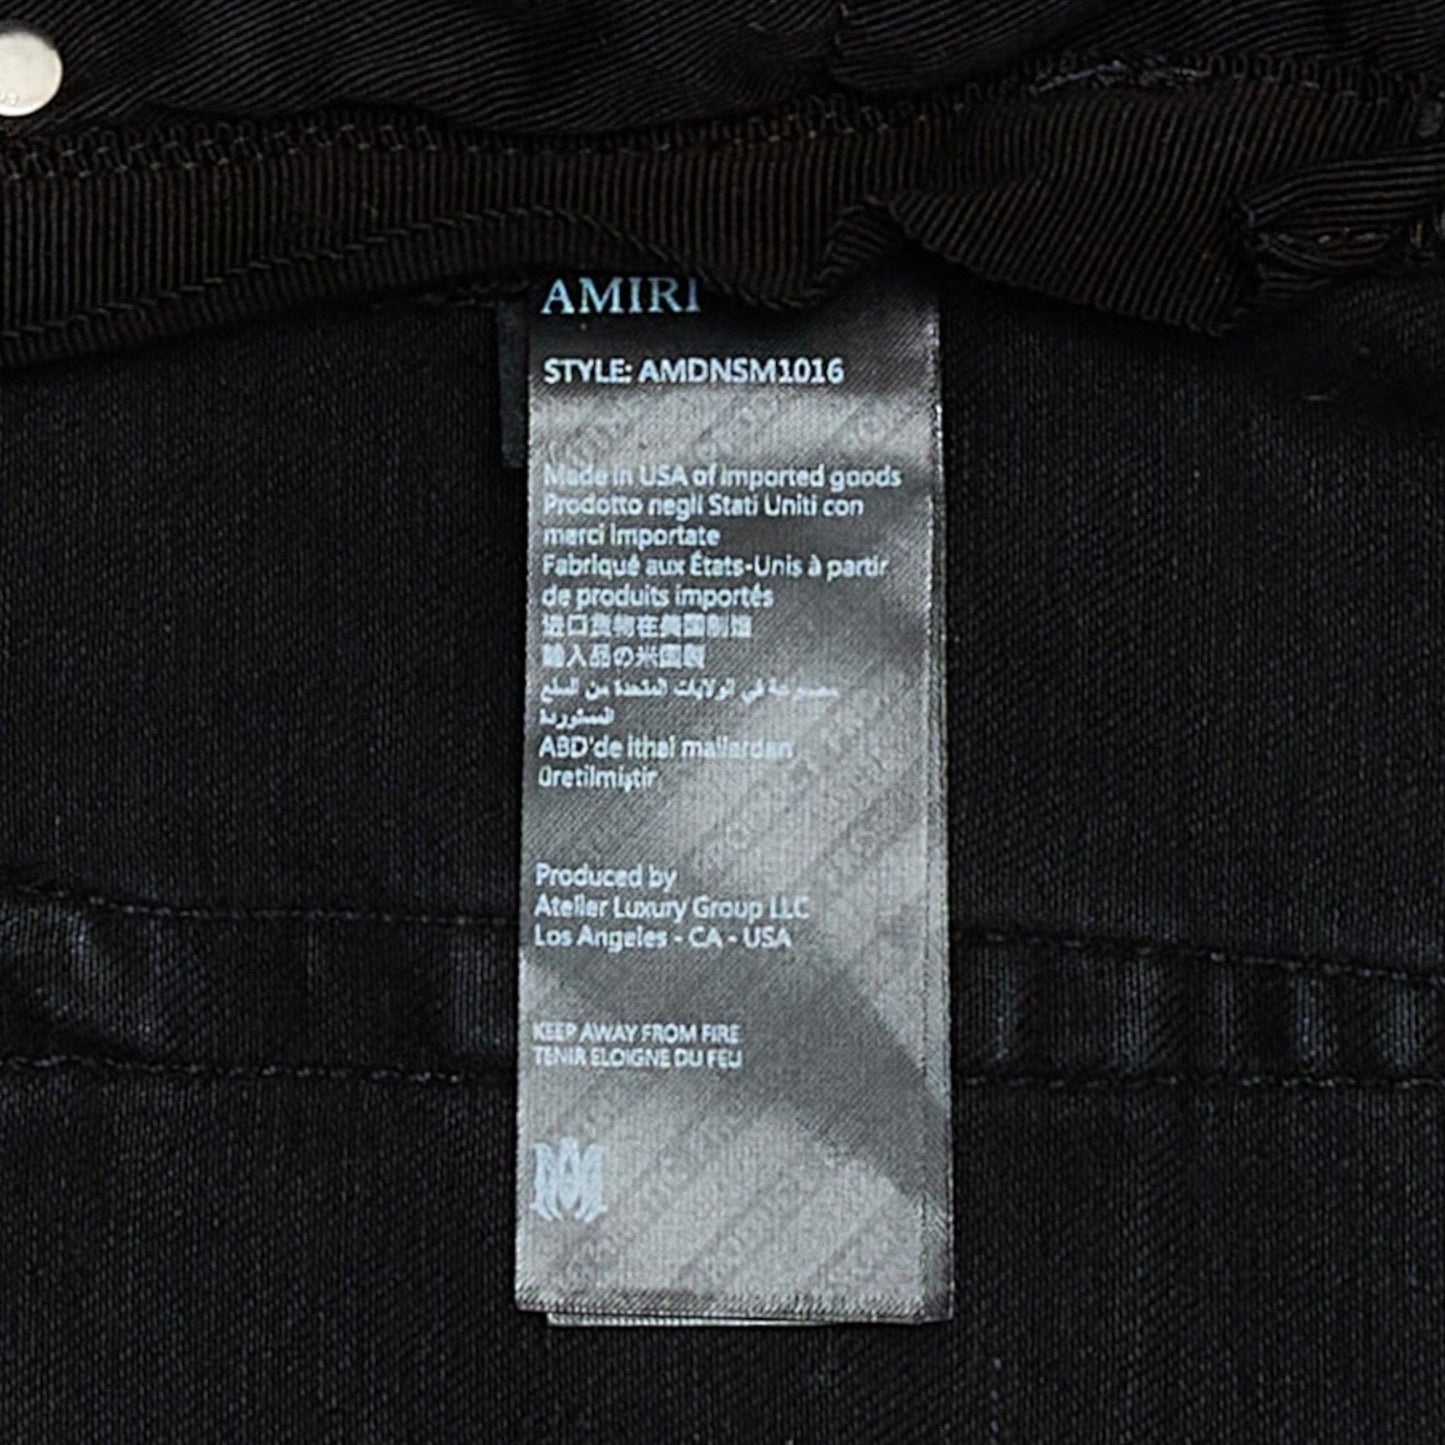 AMIRI
STYLE: AMDNSM1016
Made in USA of imported goods
Prodotto negli Stati Uniti con
merci importate
Fabriqué aux États-Unis à partir
de produits importés
进口货物在美国制造
輸入品の米国製
مصنوعة في الولايات المتحدة من السلع
المستوردة
ABD'de ithal mallardan
üretilmiştir
Produced by
Atelier Luxury Group LLC
Los Angeles - CA - USA
KEEP AWAY FROM FIRE
TENIR ELOIGNE DU FEU